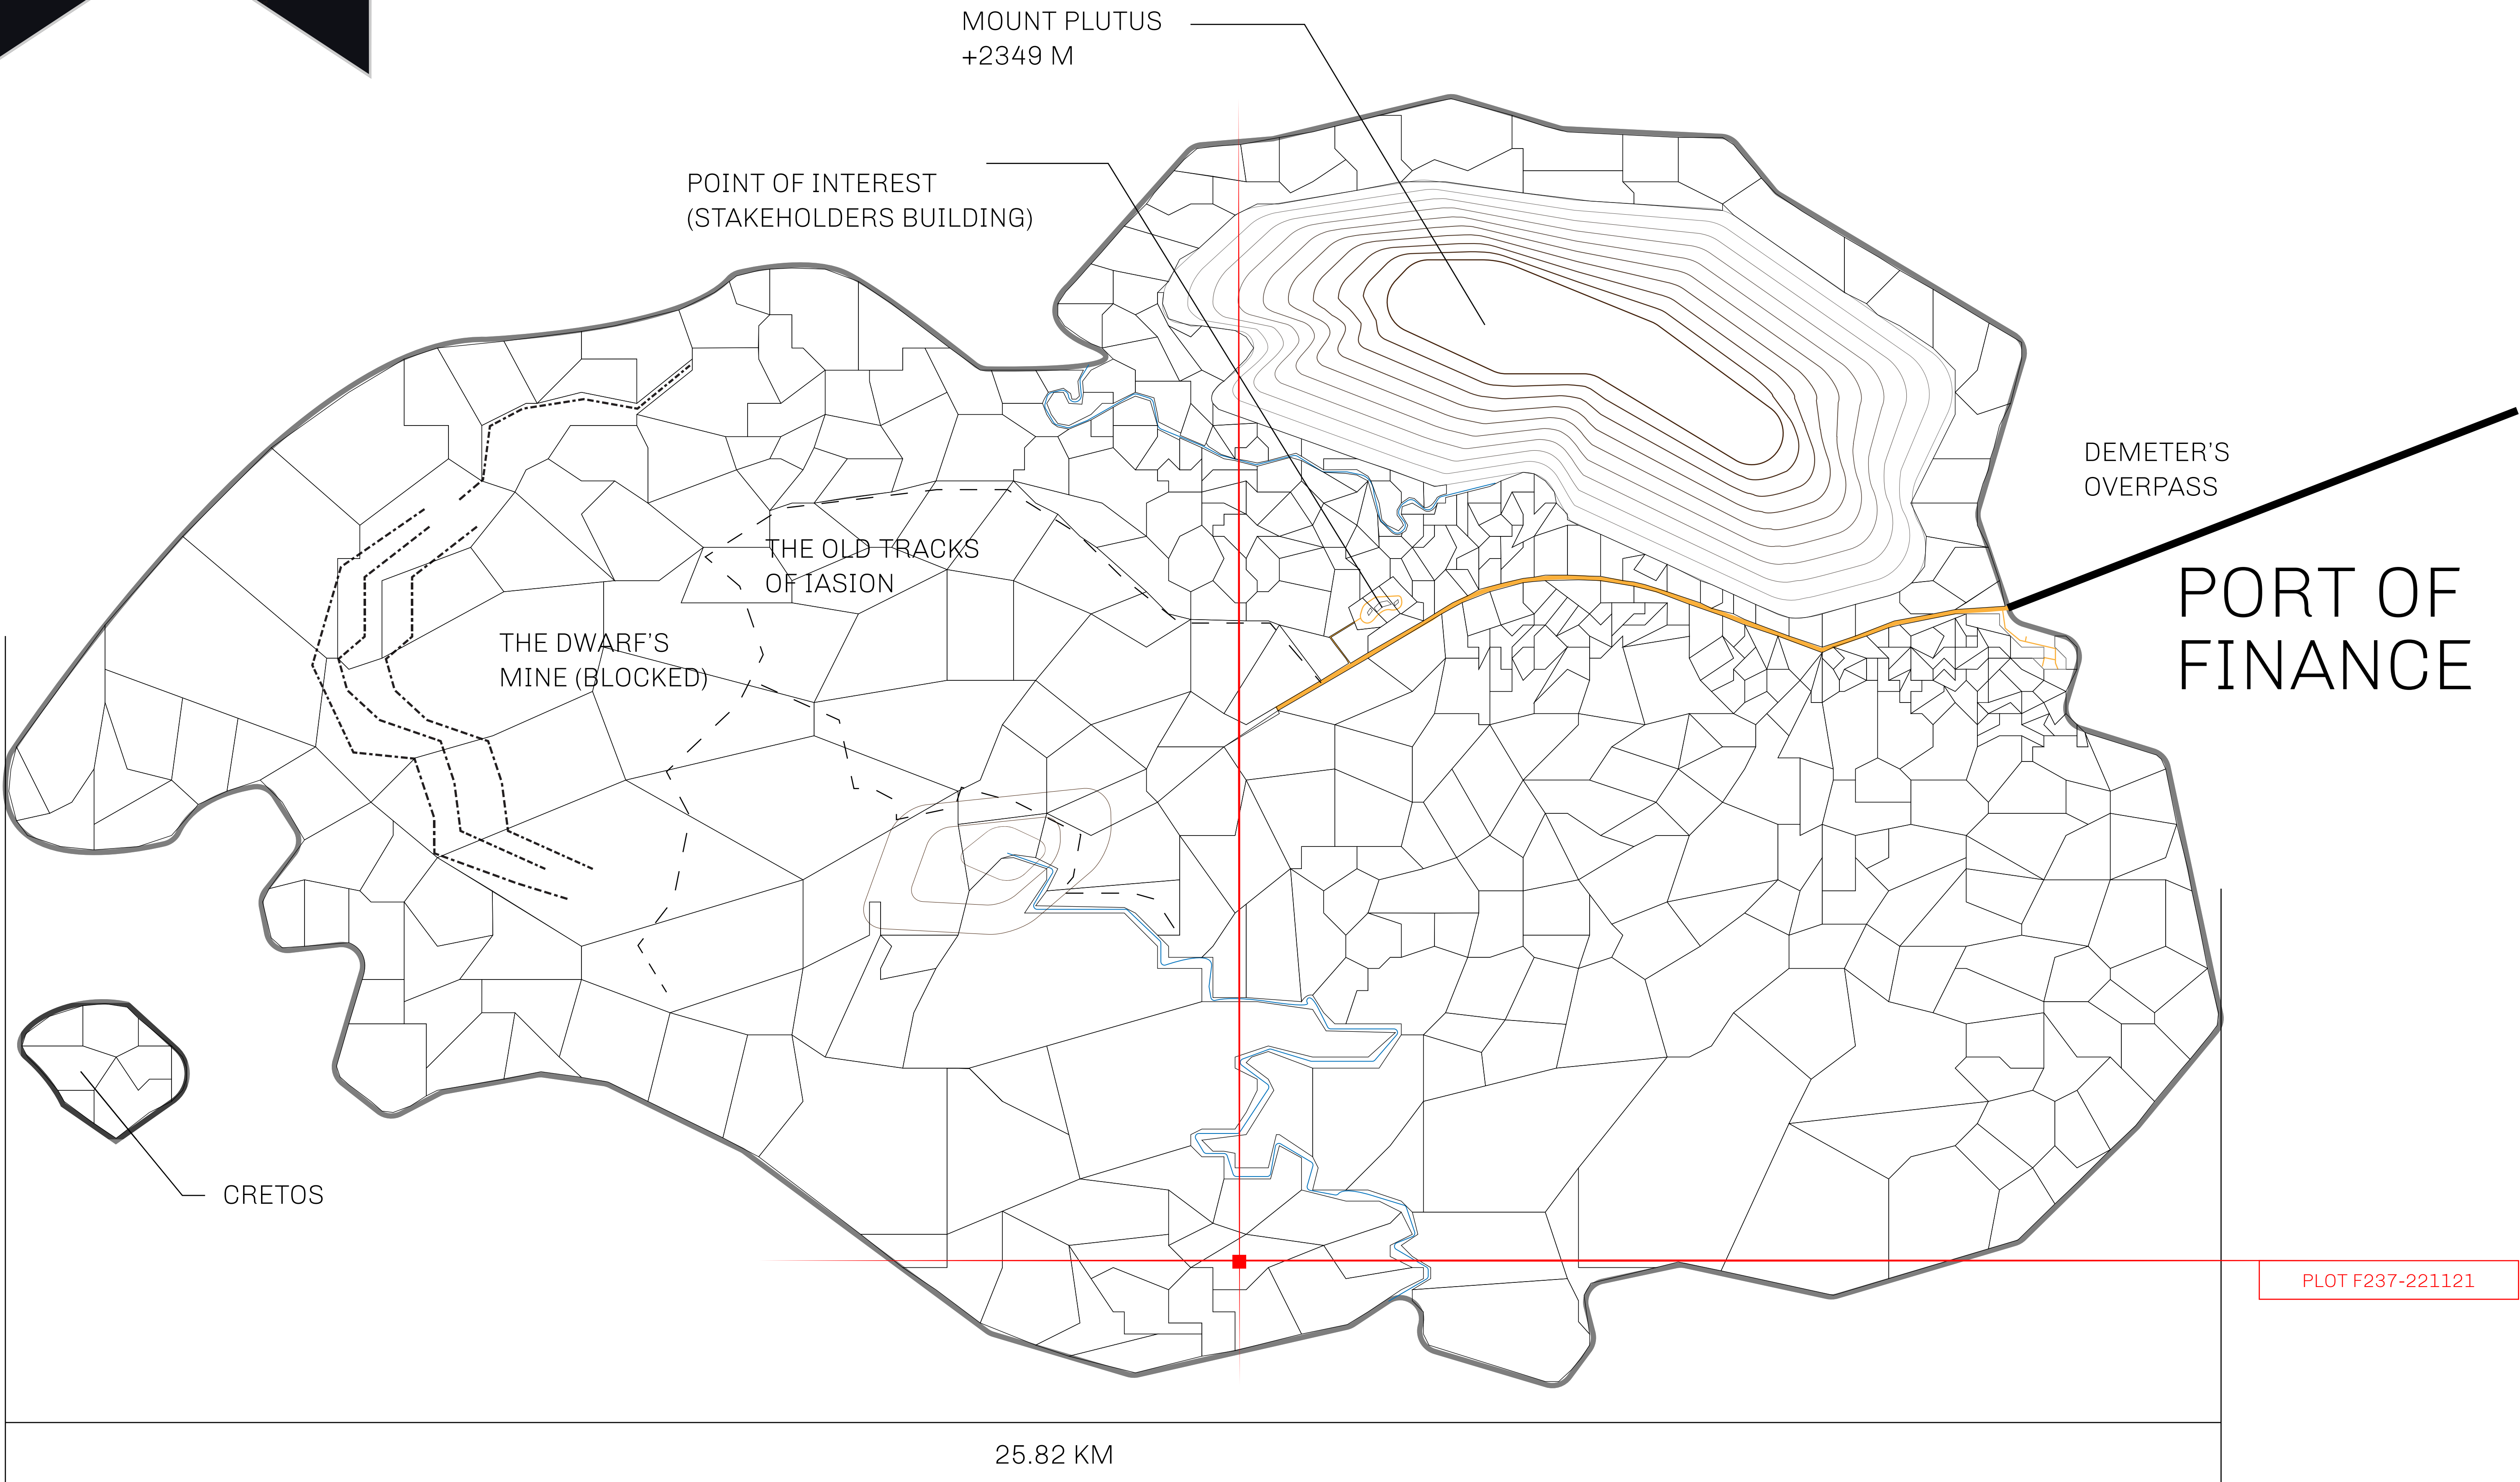 MOUNT PLUTUS
+2349 M
POINT OF INTEREST
(STAKEHOLDERS BUILDING)
DEMETER'S
OVERPASS
PORT OF
FINANCE
THE OLD TRACKS
OF IASION
THE DWARF'S
MINE (BLOCKED)
CRETOS
PLOT F237-221121
25.82 KM